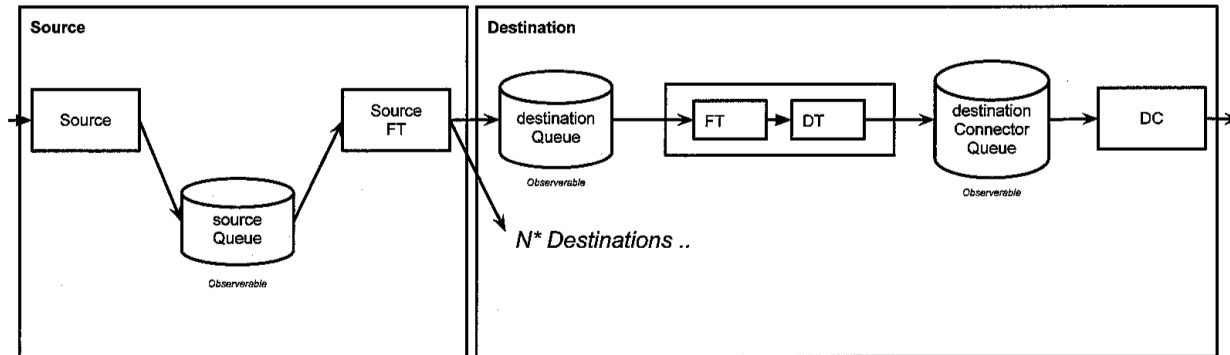 Source
Destination
Source
source
Queue
Observerable
Source
FT
destination
Queue
Observerable
N* Destinations ..
FT
DT
destination
Connector
Queue
Observerable
DC